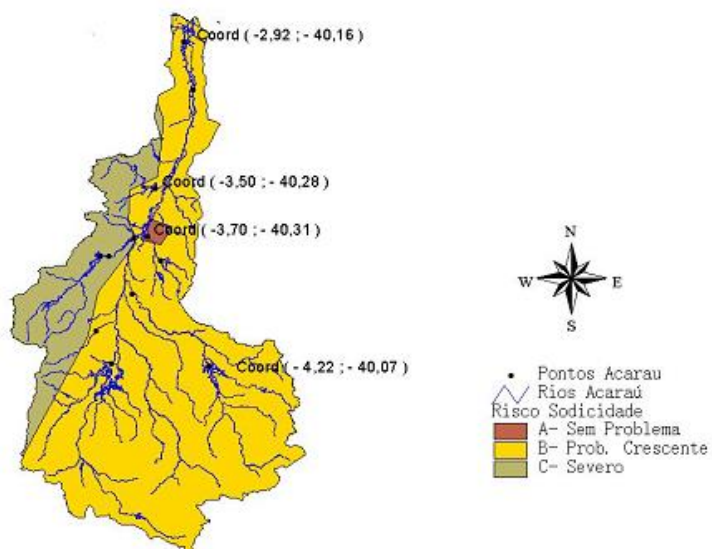 Coord ( -2,92 ; - 40,16 )
Coord ( -3,50 ; - 40,28 )
Coord ( -3,70 ; - 40,31 )
Coord ( - 4,22 ; - 40,07 )
N
W
E
S
Pontos Acarau
Rios Acaraú
Risco Sodicidade
A- Sem Problema
B- Prob. Crescente
C- Severo